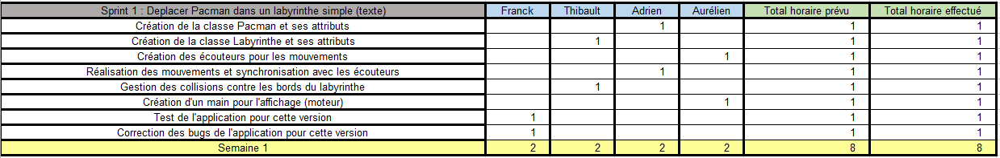 Sprint 1 : Deplacer Pacman dans un labyrinthe simple (texte) Franck Thibault Adrien Aurélien Total horaire prévu Total horaire effectué
Création de la classe Pacman et ses attributs 1 1 1
Création de la classe Labyrinthe et ses attributs 1 1 1
Création des écouteurs pour les mouvements 1 1 1
Réalisation des mouvements et synchronisation avec les écouteurs 1 1 1
Gestion des collisions contre les bords du labyrinthe 1 1 1
Création d'un main pour l'affichage (moteur) 1 1 1
Test de l'application pour cette version 1 1 1
Correction des bugs de l'application pour cette version 1 1 1
Semaine 1 2 2 2 2 8 8